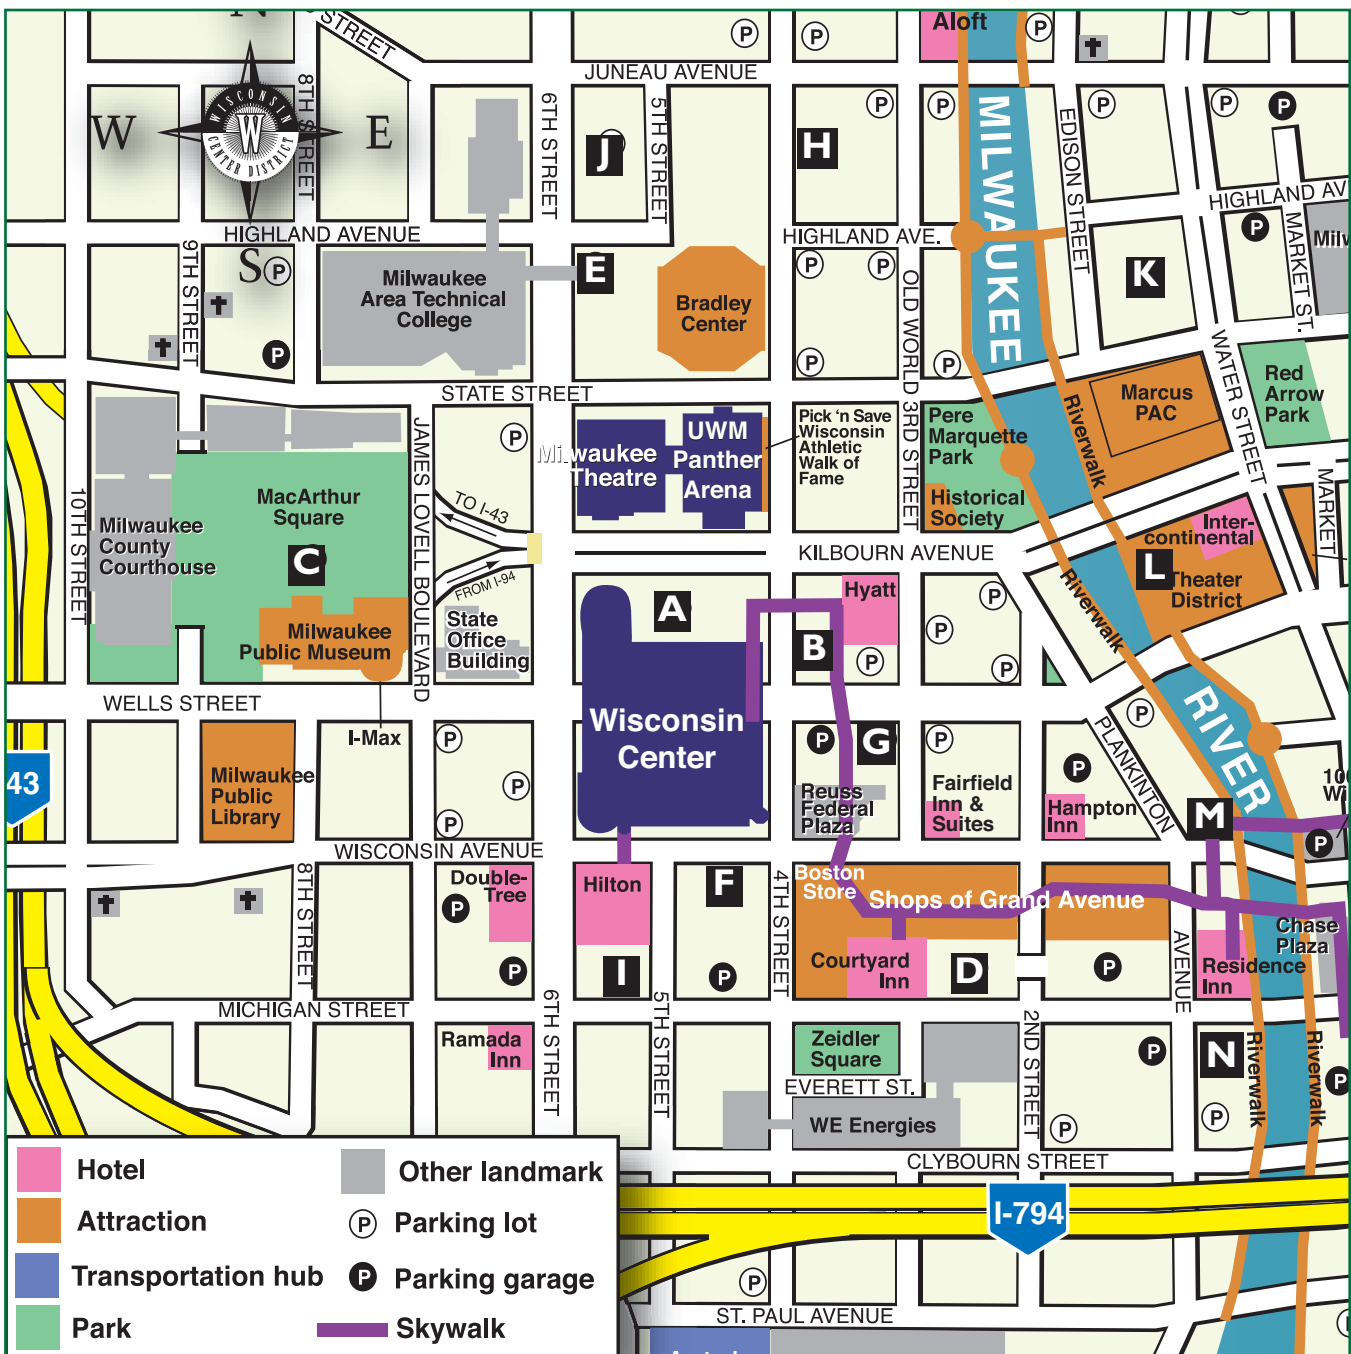 N
W
E
S
WISCONSIN
W
CENTER DISTRICT
STREET
Aloft
P
P
P
JUNEAU AVENUE
8TH STREET
6TH STREET
5TH STREET
J
H
P
P
P
P
P
MILWAUKEE
RIVER
EDISON STREET
HIGHLAND AVENUE
HIGHLAND AVE.
HIGHLAND AV
MARKET ST.
P
Milw
9TH STREET
P
P
Milwaukee
Area Technical
College
E
Bradley
Center
P
P
P
P
OLD WORLD 3RD STREET
K
WATER STREET
STATE STREET
Red
Arrow
Park
Marcus
PAC
Riverwalk
Pere
Marquette
Park
Historical
Society
Pick ‘n Save
Wisconsin
Athletic
Walk of
Fame
UWM
Panther
Arena
Milwaukee
Theatre
P
JAMES LOVELL BOULEVARD
TO I-43
FROM I-94
MacArthur
Square
C
10TH STREET
Milwaukee
County
Courthouse
Milwaukee
Public Museum
KILBOURN AVENUE
MARKET
Inter-
continental
L
Theater
District
Riverwalk
State
Office
Building
A
Hyatt
B
P
P
P
P
WELLS STREET
I-Max
43
Milwaukee
Public
Library
P
P
P
Wisconsin
Center
P
G
Reuss
Federal
Plaza
P
Fairfield
Inn &
Suites
P
Hampton
Inn
PLANKINTON
AVENUE
P
M
100
Wi
P
WISCONSIN AVENUE
Double-
Tree
P
P
Hilton
I
F
P
4TH STREET
Boston
Store
Shops of Grand Avenue
Courtyard
Inn
D
P
Residence
Inn
Chase
Plaza
8TH STREET
MICHIGAN STREET
6TH STREET
5TH STREET
Ramada
Inn
Zeidler
Square
EVERETT ST.
WE Energies
2ND STREET
P
P
N
P
Riverwalk
Riverwalk
P
CLYBOURN STREET
I-794
P
ST. PAUL AVENUE
Hotel
Attraction
Transportation hub
Park
Other landmark
P Parking lot
P Parking garage
Skywalk